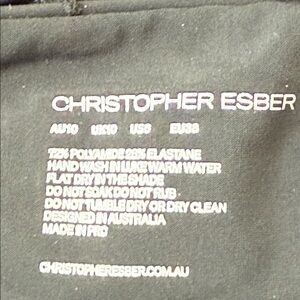 CHRISTOPHER ESBER
AU10 UK10 US6 EU38
72% POLYAMIDE 28% ELASTANE
HAND WASH IN LUKE WARM WATER
FLAT DRY IN THE SHADE
DO NOT SOAK DO NOT RUB
DO NOT TUMBLE DRY OR DRY CLEAN
DESIGNED IN AUSTRALIA
MADE IN PRC
CHRISTOPHERESBER.COM.AU